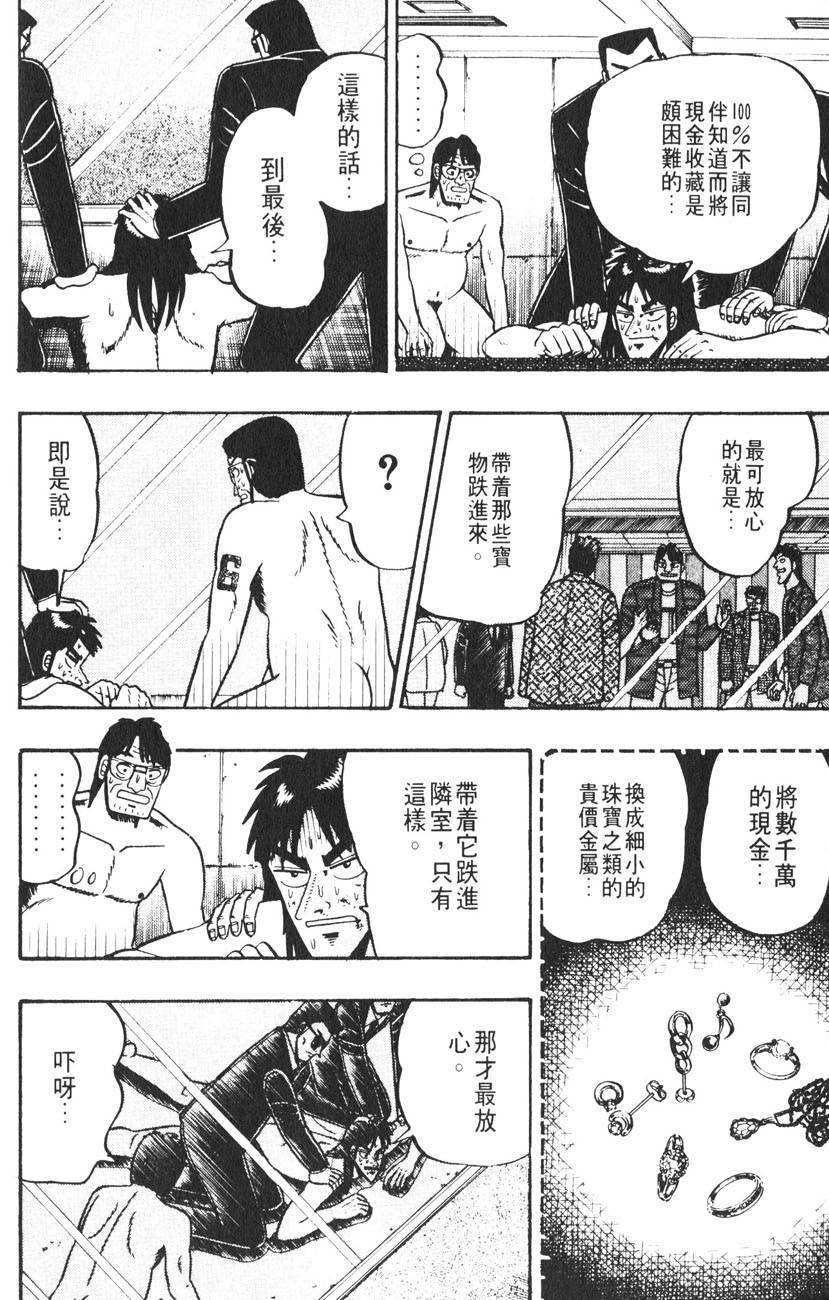 100%不讓同
伴知道而將
現金收藏是
頗困難的…
………
這樣的話…
到最後…
最可放心
的就是…
帶着那些寶
物跌進來。
？
6
即是說…
將數千萬
的現金…
換成細小的
珠寶之類的
貴價金屬…
帶着它跌進
隣室，只有
這樣。
………
那才最放
心。
吓呀…